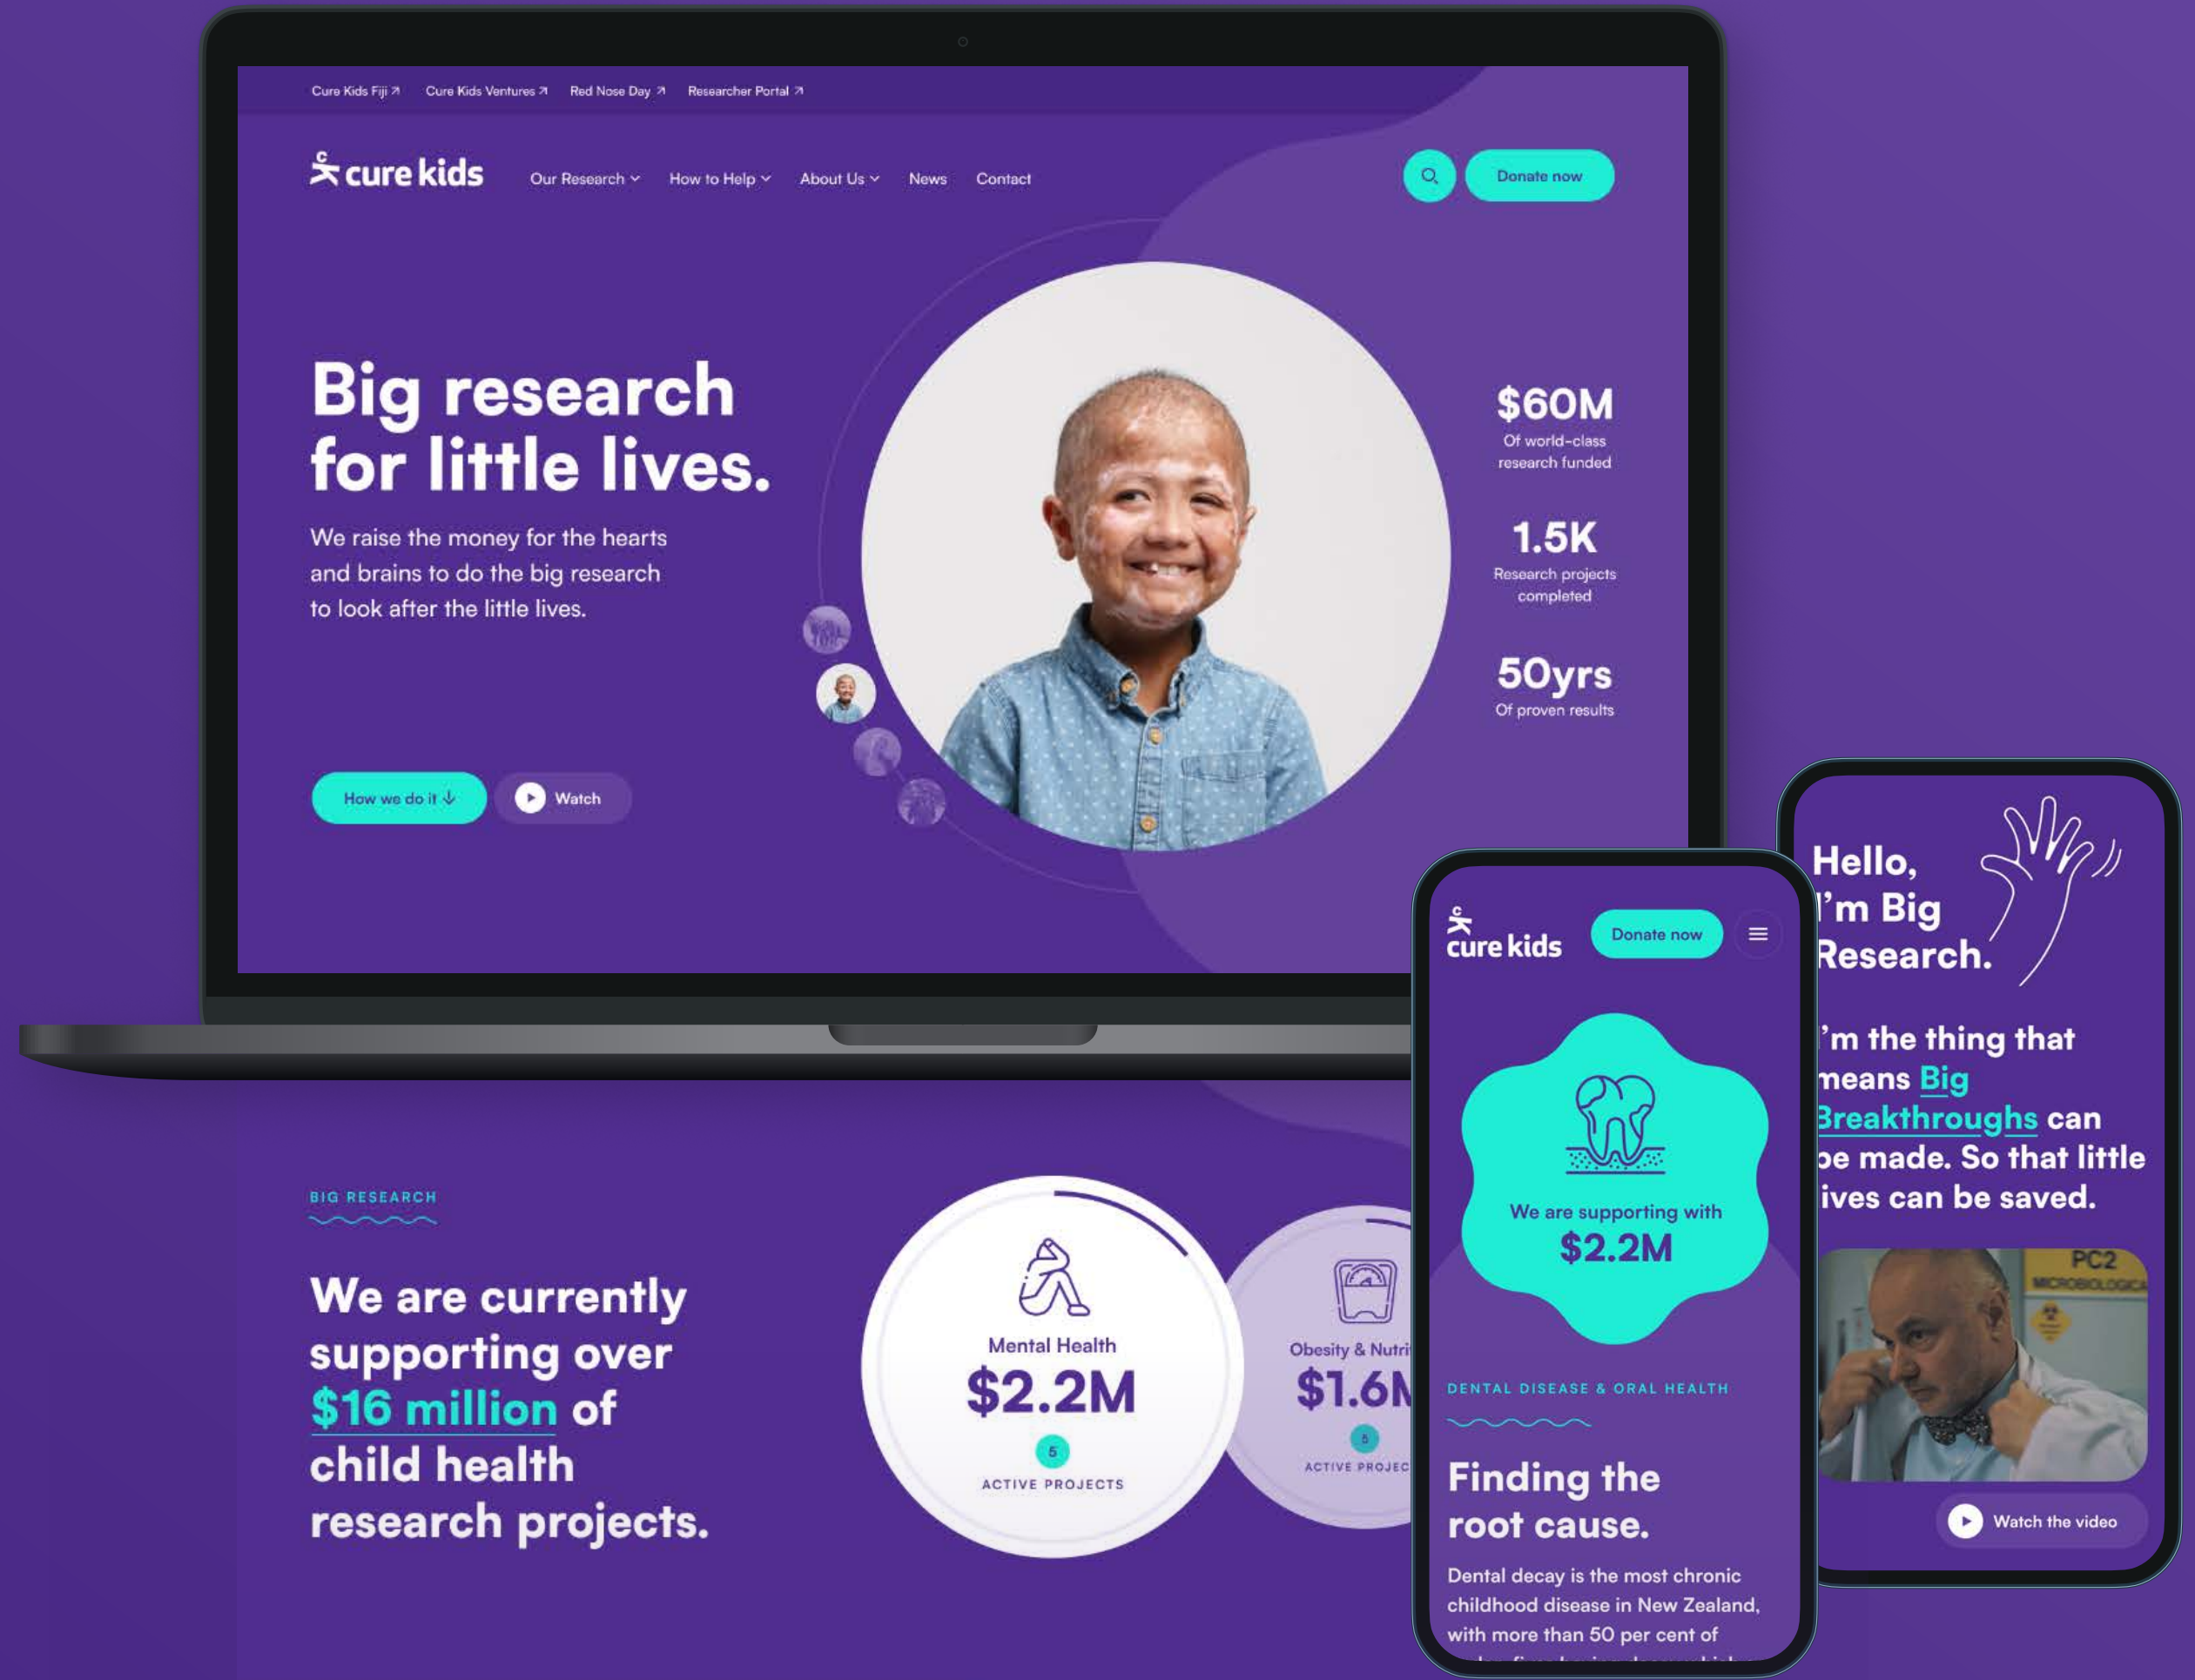 Cure Kids Fiji ↗ Cure Kids Ventures ↗ Red Nose Day ↗ Researcher Portal ↗
cure kids
Our Research How to Help About Us News Contact
Donate now
Big research
for little lives.
We raise the money for the hearts
and brains to do the big research
to look after the little lives.
How we do it ↓
Watch
$60M
Of world-class
research funded
1.5K
Research projects
completed
50yrs
Of proven results
BIG RESEARCH
We are currently
supporting over
$16 million of
child health
research projects.
Mental Health
$2.2M
5
ACTIVE PROJECTS
Obesity & Nutri
$1.6M
5
ACTIVE PROJEC
ck
cure kids
Donate now
We are supporting with
$2.2M
DENTAL DISEASE & ORAL HEALTH
Finding the
root cause.
Dental decay is the most chronic
childhood disease in New Zealand,
with more than 50 per cent of
Hello,
I'm Big
Research.
I'm the thing that
means Big
Breakthroughs can
be made. So that little
lives can be saved.
PC2
MICROBIOLOGICA
Watch the video